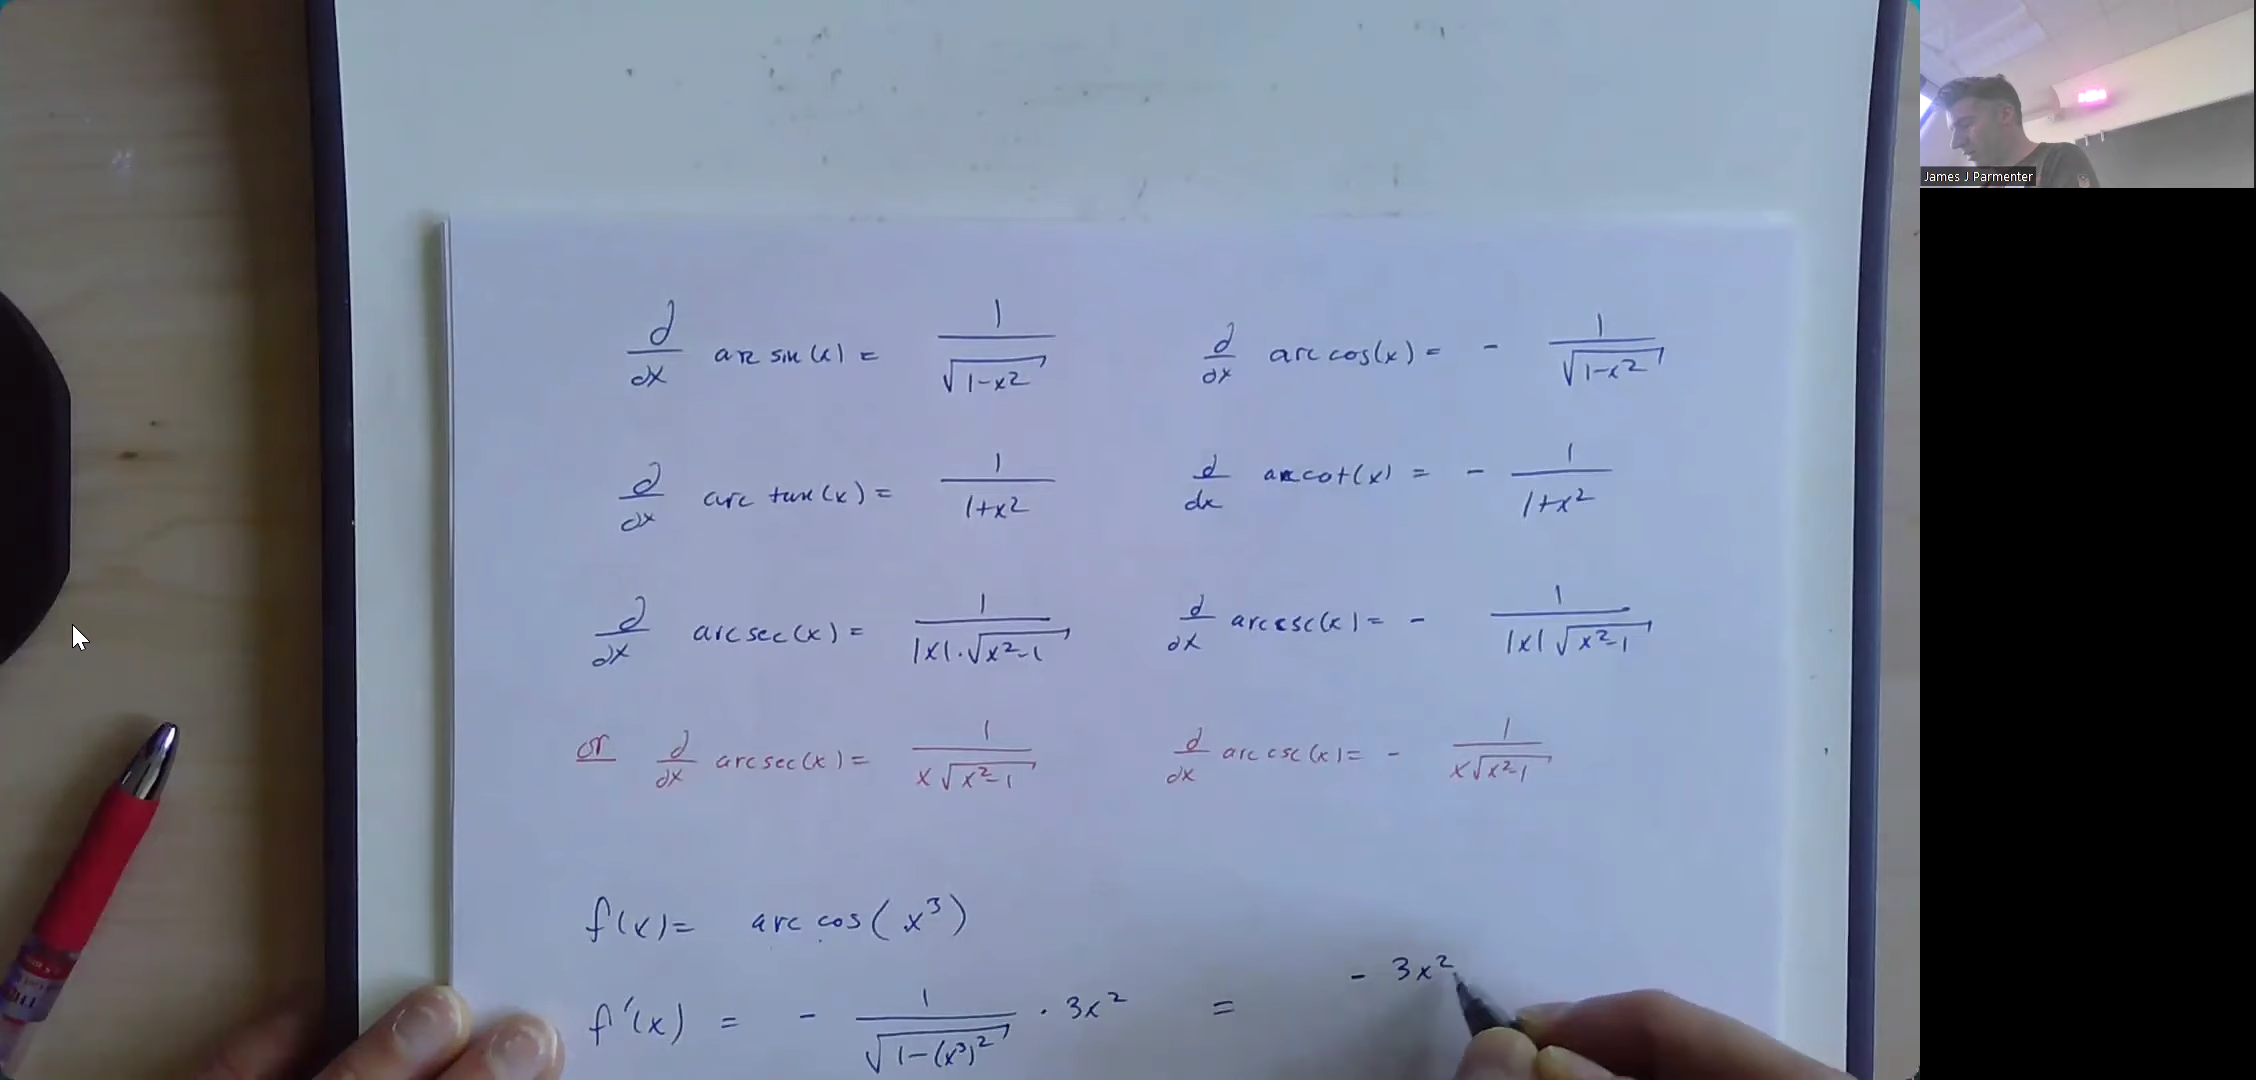 James J Parmenter
d/dx arcsin(x) = 1/√(1-x²)    d/dx arccos(x) = - 1/√(1-x²)
d/dx arctan(x) = 1/(1+x²)    d/dx arccot(x) = - 1/(1+x²)
d/dx arcsec(x) = 1/(|x|·√(x²-1))    d/dx arccsc(x) = - 1/(|x|√(x²-1))
or d/dx arcsec(x) = 1/(x√(x²-1))    d/dx arccsc(x) = - 1/(x√(x²-1))
f(x) = arccos(x³)
f'(x) = - 1/√(1-(x³)²) · 3x² = - 3x²